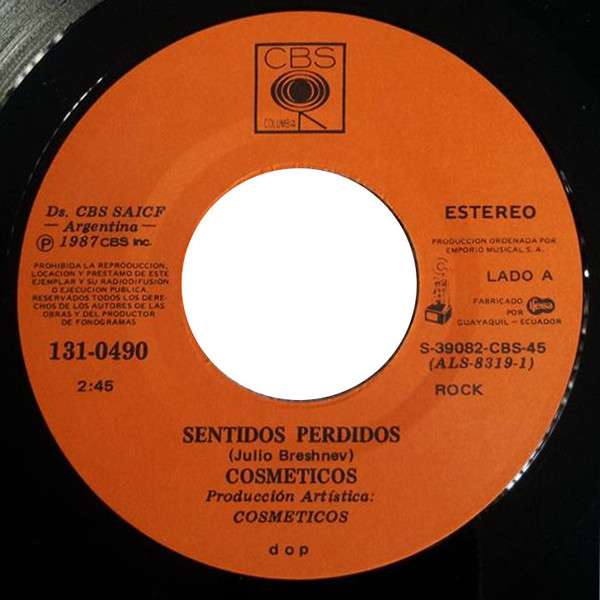 CBS
COLUMBIA
Ds. CBS SAICF
— Argentina —
Ⓟ 1987 CBS Inc.
PROHIBIDA LA REPRODUCCION,
LOCACION Y PRESTAMO DE ESTE
EJEMPLAR Y SU RADIODIFUSION
O EJECUCION PUBLICA.
RESERVADOS TODOS LOS DERE-
CHOS DE LOS AUTORES DE LAS
OBRAS Y DEL PRODUCTOR
DE FONOGRAMAS
131-0490
2:45
ESTEREO
PRODUCCION ORDENADA POR
EMPORIO MUSICAL S. A.
LADO A
FABRICADO
POR
GUAYAQUIL — ECUADOR
S-39082-CBS-45
(ALS-8319-1)
ROCK
SENTIDOS PERDIDOS
(Julio Breshnev)
COSMETICOS
Producción Artística:
COSMETICOS
dop